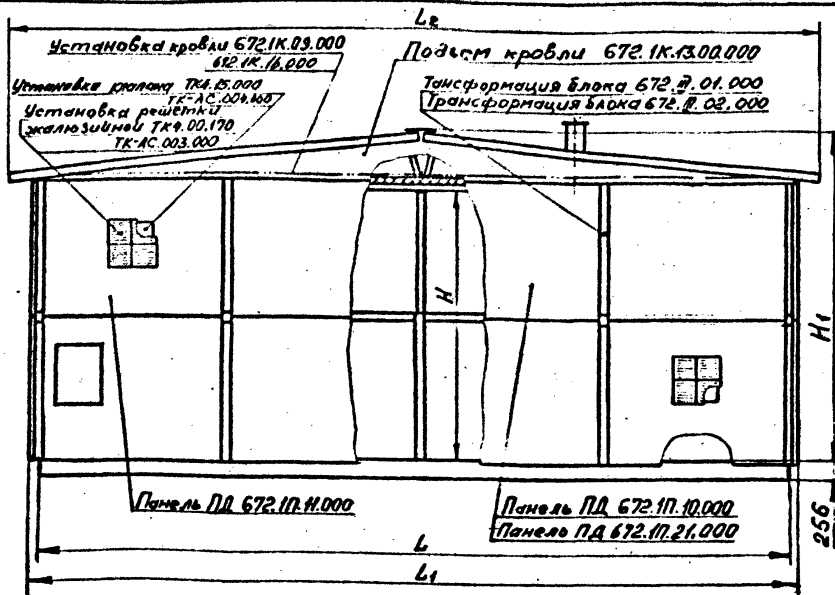 L2
Установка кровли 672.1К.09.000
672.1К.16.000
Подъем кровли 672.1К.13.00.000
Установка клапана ТК4.15.000
ТК-АС.004.400
Установка решетки
жалюзийной ТК4.00.170
ТК-АС.003.000
Тансформация блока 672.П.01.000
Трансформация блока 672.П.02.000
H
H1
Панель ПД 672.1П.11.000
Панель ПД 672.1П.10.000
Панель ПД 672.1П.21.000
256
L
L1